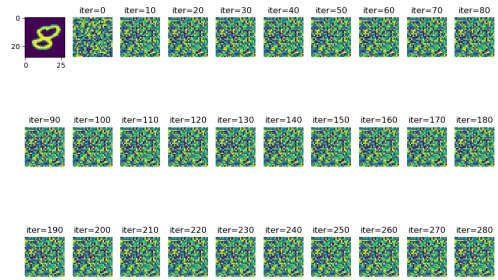 0 iter=0 iter=10 iter=20 iter=30 iter=40 iter=50 iter=60 iter=70 iter=80
20
0 25
iter=90 iter=100 iter=110 iter=120 iter=130 iter=140 iter=150 iter=160 iter=170 iter=180
iter=190 iter=200 iter=210 iter=220 iter=230 iter=240 iter=250 iter=260 iter=270 iter=280